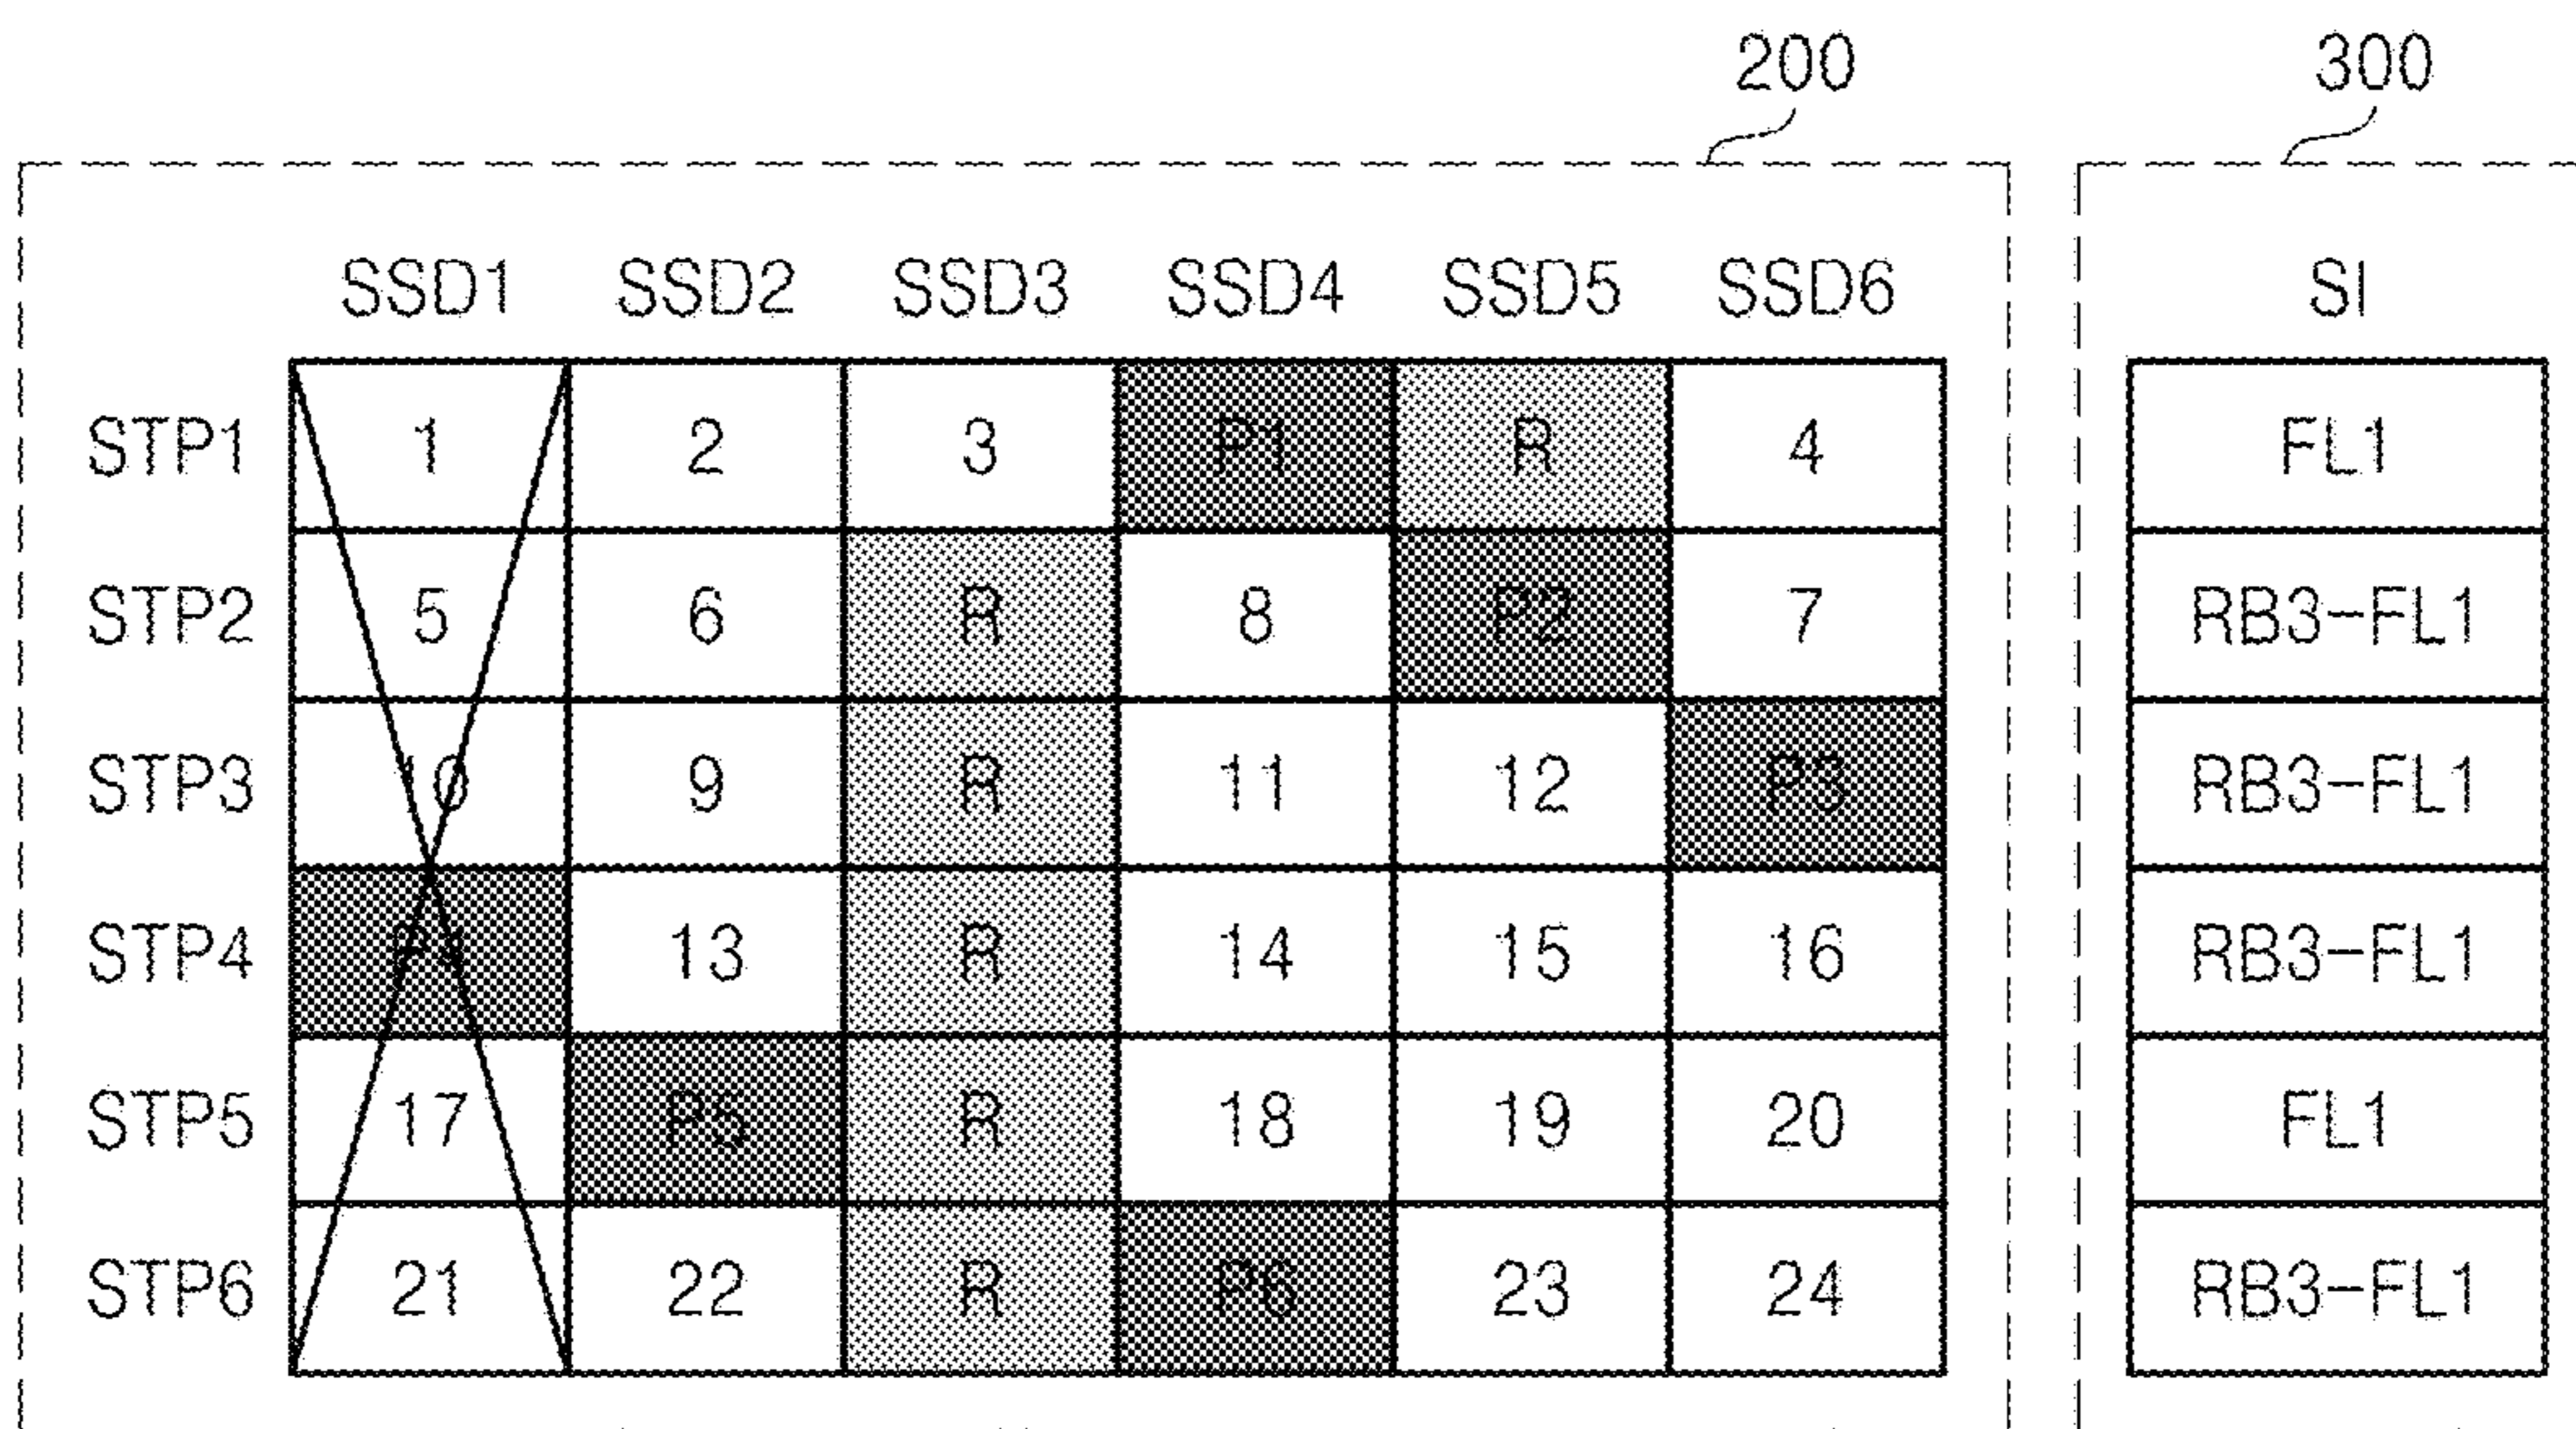 200 300
SSD1 SSD2 SSD3 SSD4 SSD5 SSD6 SI
STP1 1 2 3 P1 R 4 FL1
STP2 5 6 R 8 P2 7 RB3-FL1
STP3 10 9 R 11 12 P3 RB3-FL1
STP4 P4 13 R 14 15 16 RB3-FL1
STP5 17 P5 R 18 19 20 FL1
STP6 21 22 R P6 23 24 RB3-FL1